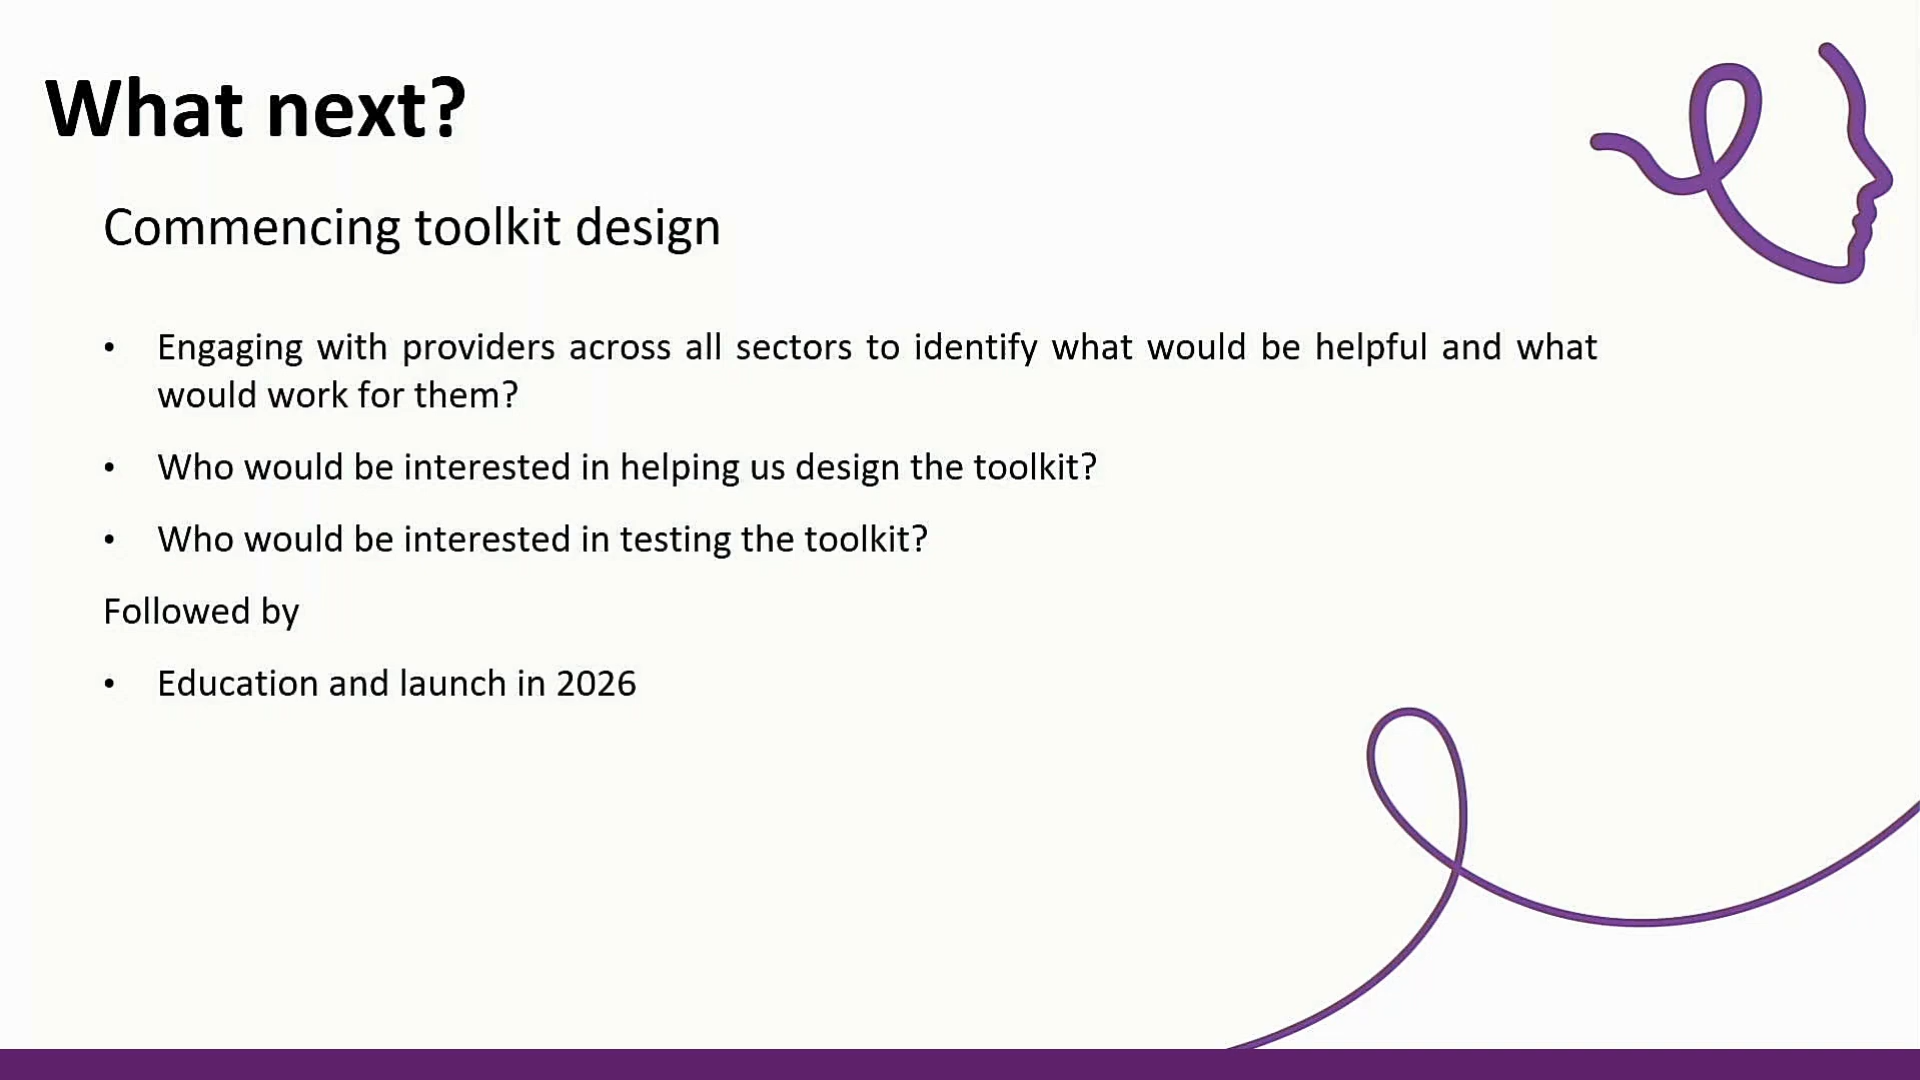 What next?
Commencing toolkit design
• Engaging with providers across all sectors to identify what would be helpful and what
would work for them?
• Who would be interested in helping us design the toolkit?
• Who would be interested in testing the toolkit?
Followed by
• Education and launch in 2026